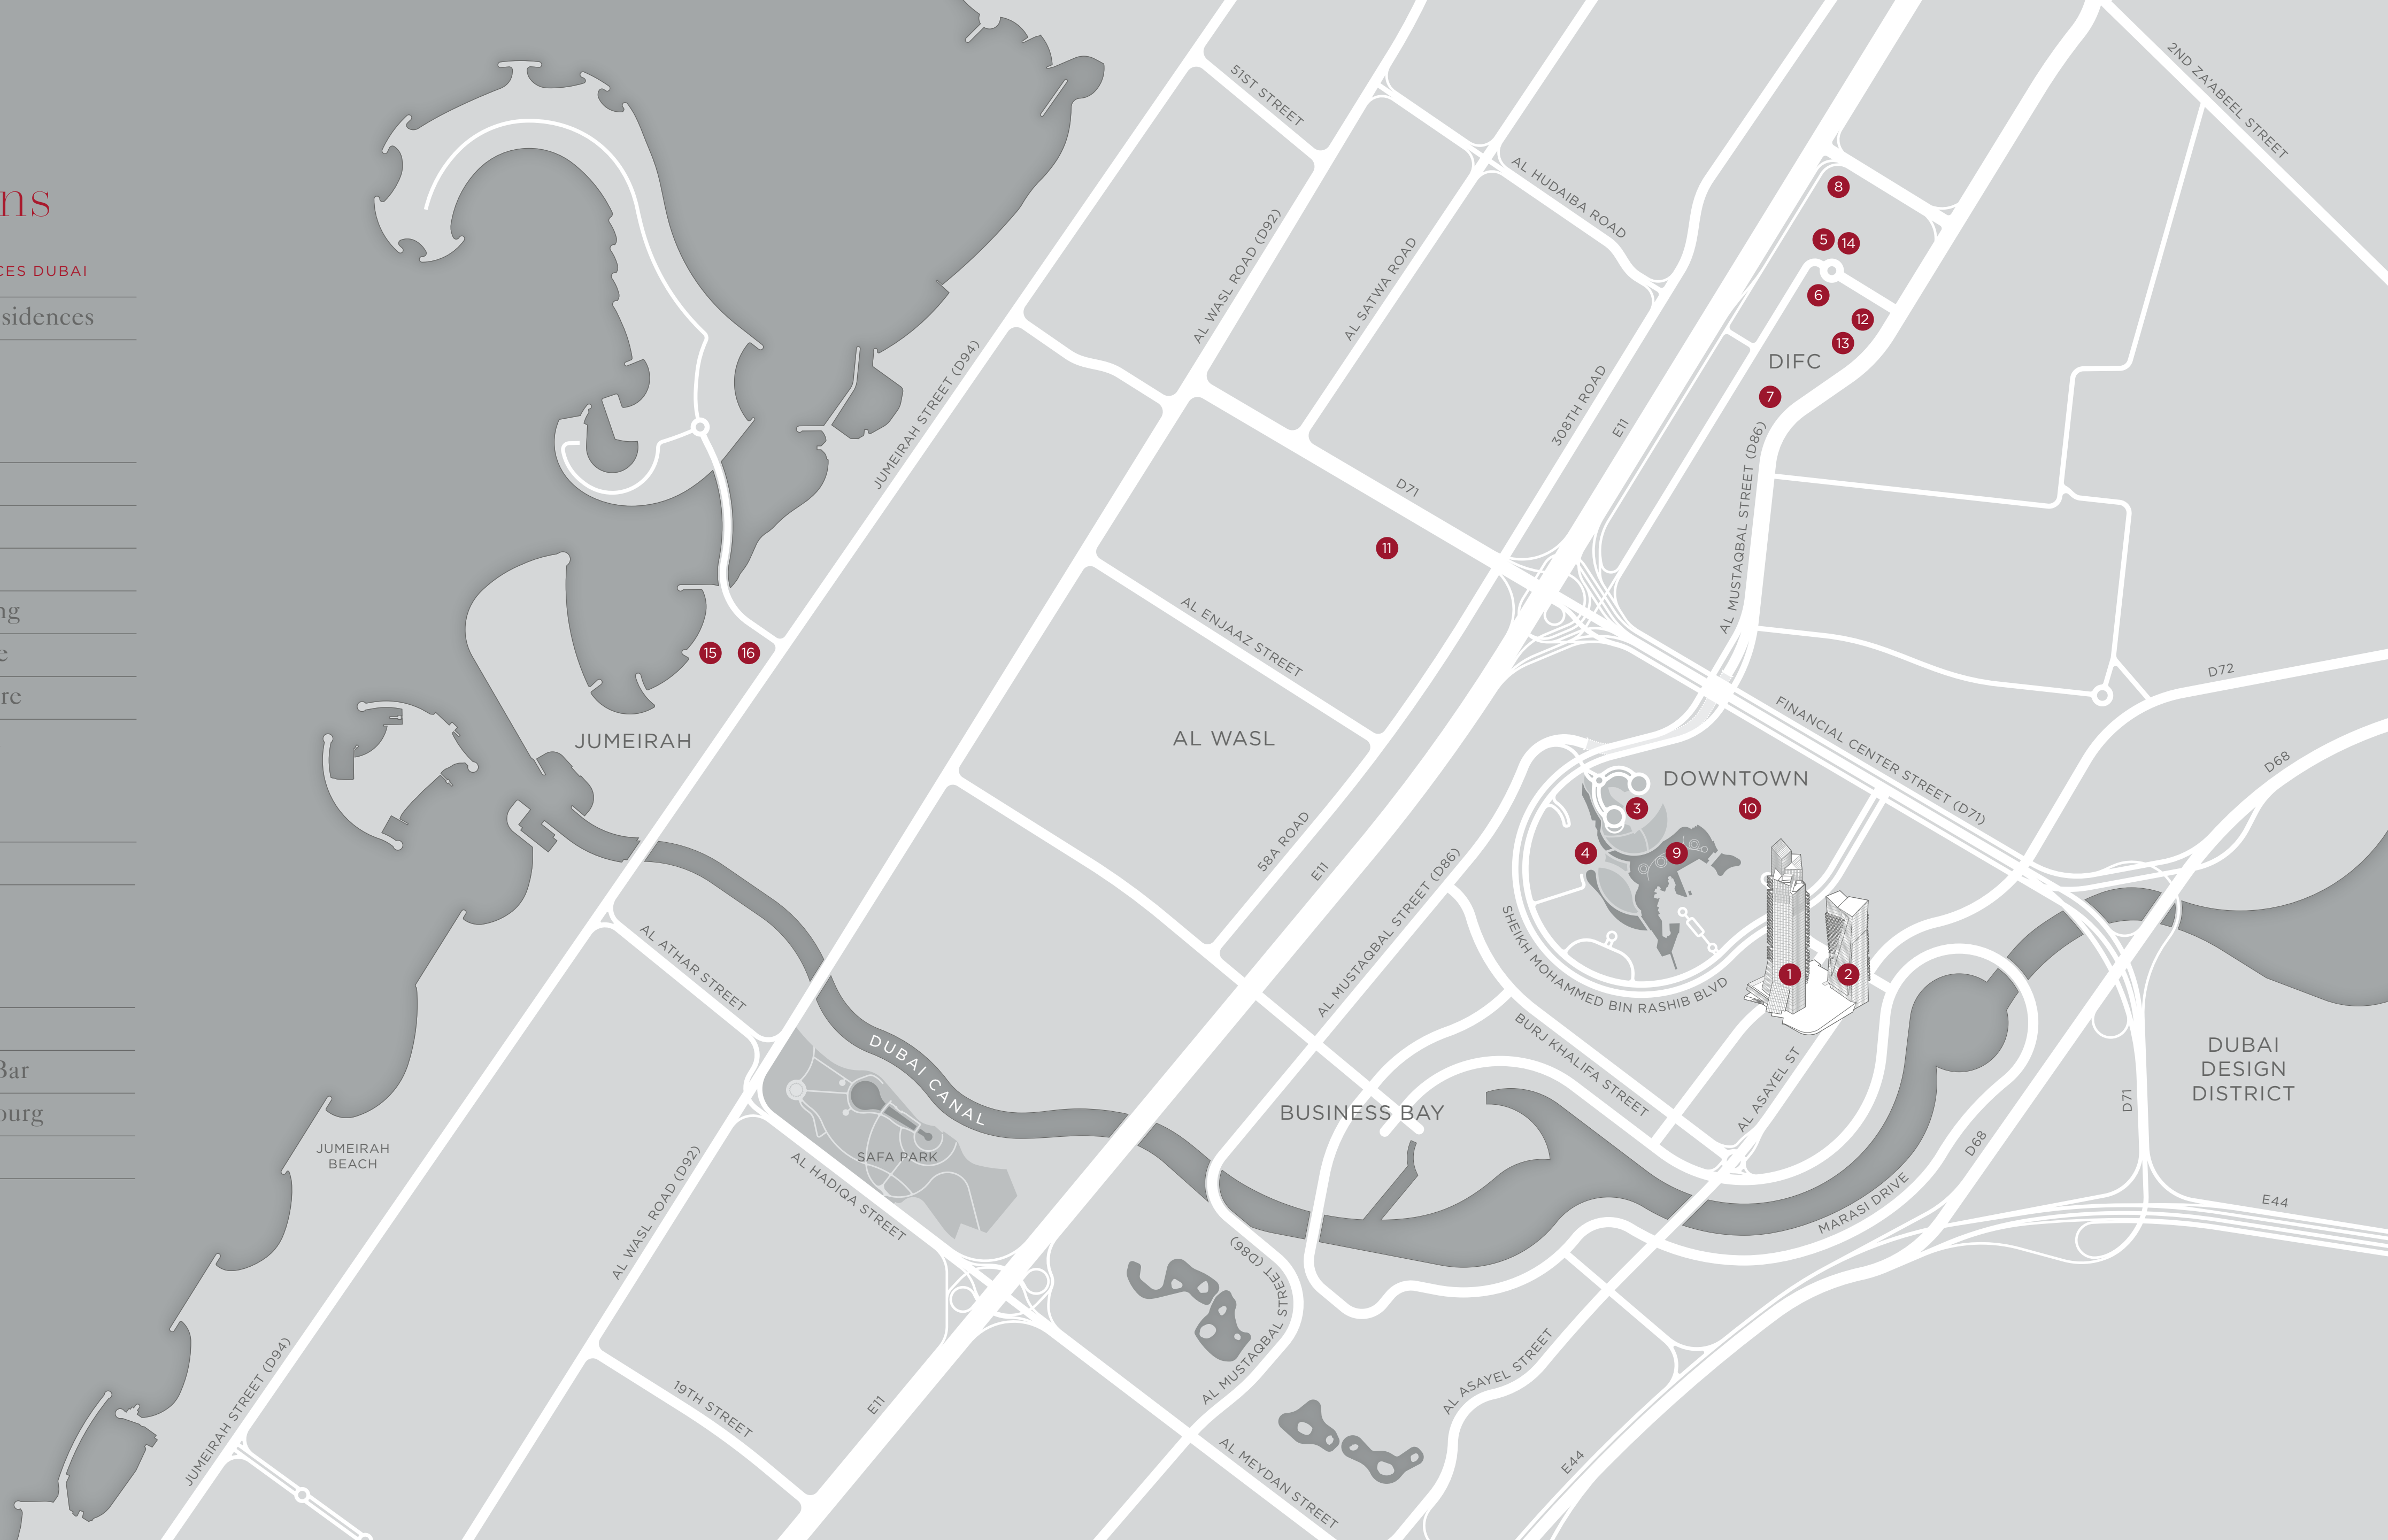 ns
CES DUBAI
sidences
ng
e
re
Bar
ourg
51ST STREET
2ND ZA'ABEEL STREET
AL HUDAIBA ROAD
8
5
14
6
12
13
DIFC
7
AL WASL ROAD (D92)
AL SATWA ROAD
JUMEIRAH STREET (D94)
308TH ROAD
E11
AL MUSTAQBAL STREET (D86)
D71
11
AL ENJAAZ STREET
15
16
JUMEIRAH
AL WASL
D72
FINANCIAL CENTER STREET (D71)
D68
DOWNTOWN
3
10
4
9
58A ROAD
E11
AL MUSTAQBAL STREET (D86)
SHEIKH MOHAMMED BIN RASHIB BLVD
1
2
AL ATHAR STREET
DUBAI CANAL
BURJ KHALIFA STREET
AL ASAYEL ST
DUBAI
DESIGN
DISTRICT
BUSINESS BAY
D71
D68
JUMEIRAH
BEACH
SAFA PARK
AL HADIQA STREET
AL WASL ROAD (D92)
MARASI DRIVE
E44
AL MUSTAQBAL STREET (D86)
JUMEIRAH STREET (D94)
19TH STREET
E11
AL ASAYEL STREET
AL MEYDAN STREET
E44